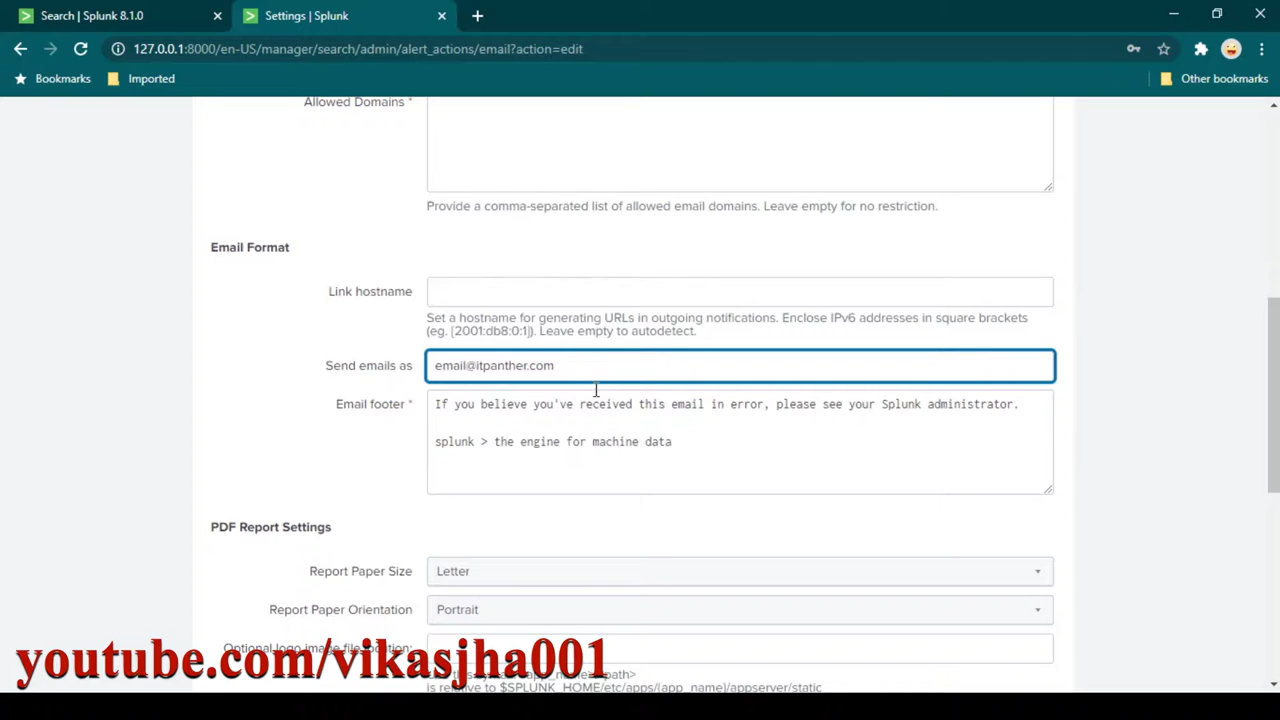 Search | Splunk 8.1.0
Settings | Splunk
127.0.0.1:8000/en-US/manager/search/admin/alert_actions/email?action=edit
Bookmarks
Imported
Other bookmarks
Allowed Domains *
Provide a comma-separated list of allowed email domains. Leave empty for no restriction.
Email Format
Link hostname
Set a hostname for generating URLs in outgoing notifications. Enclose IPv6 addresses in square brackets
(eg. [2001:db8:0:1]). Leave empty to autodetect.
Send emails as
email@itpanther.com
Email footer *
If you believe you've received this email in error, please see your Splunk administrator.
splunk > the engine for machine data
PDF Report Settings
Report Paper Size
Letter
Report Paper Orientation
Portrait
Optional logo image file location:
youtube.com/vikasjha001
is relative to $SPLUNK_HOME/etc/apps/{app_name}/appserver/static